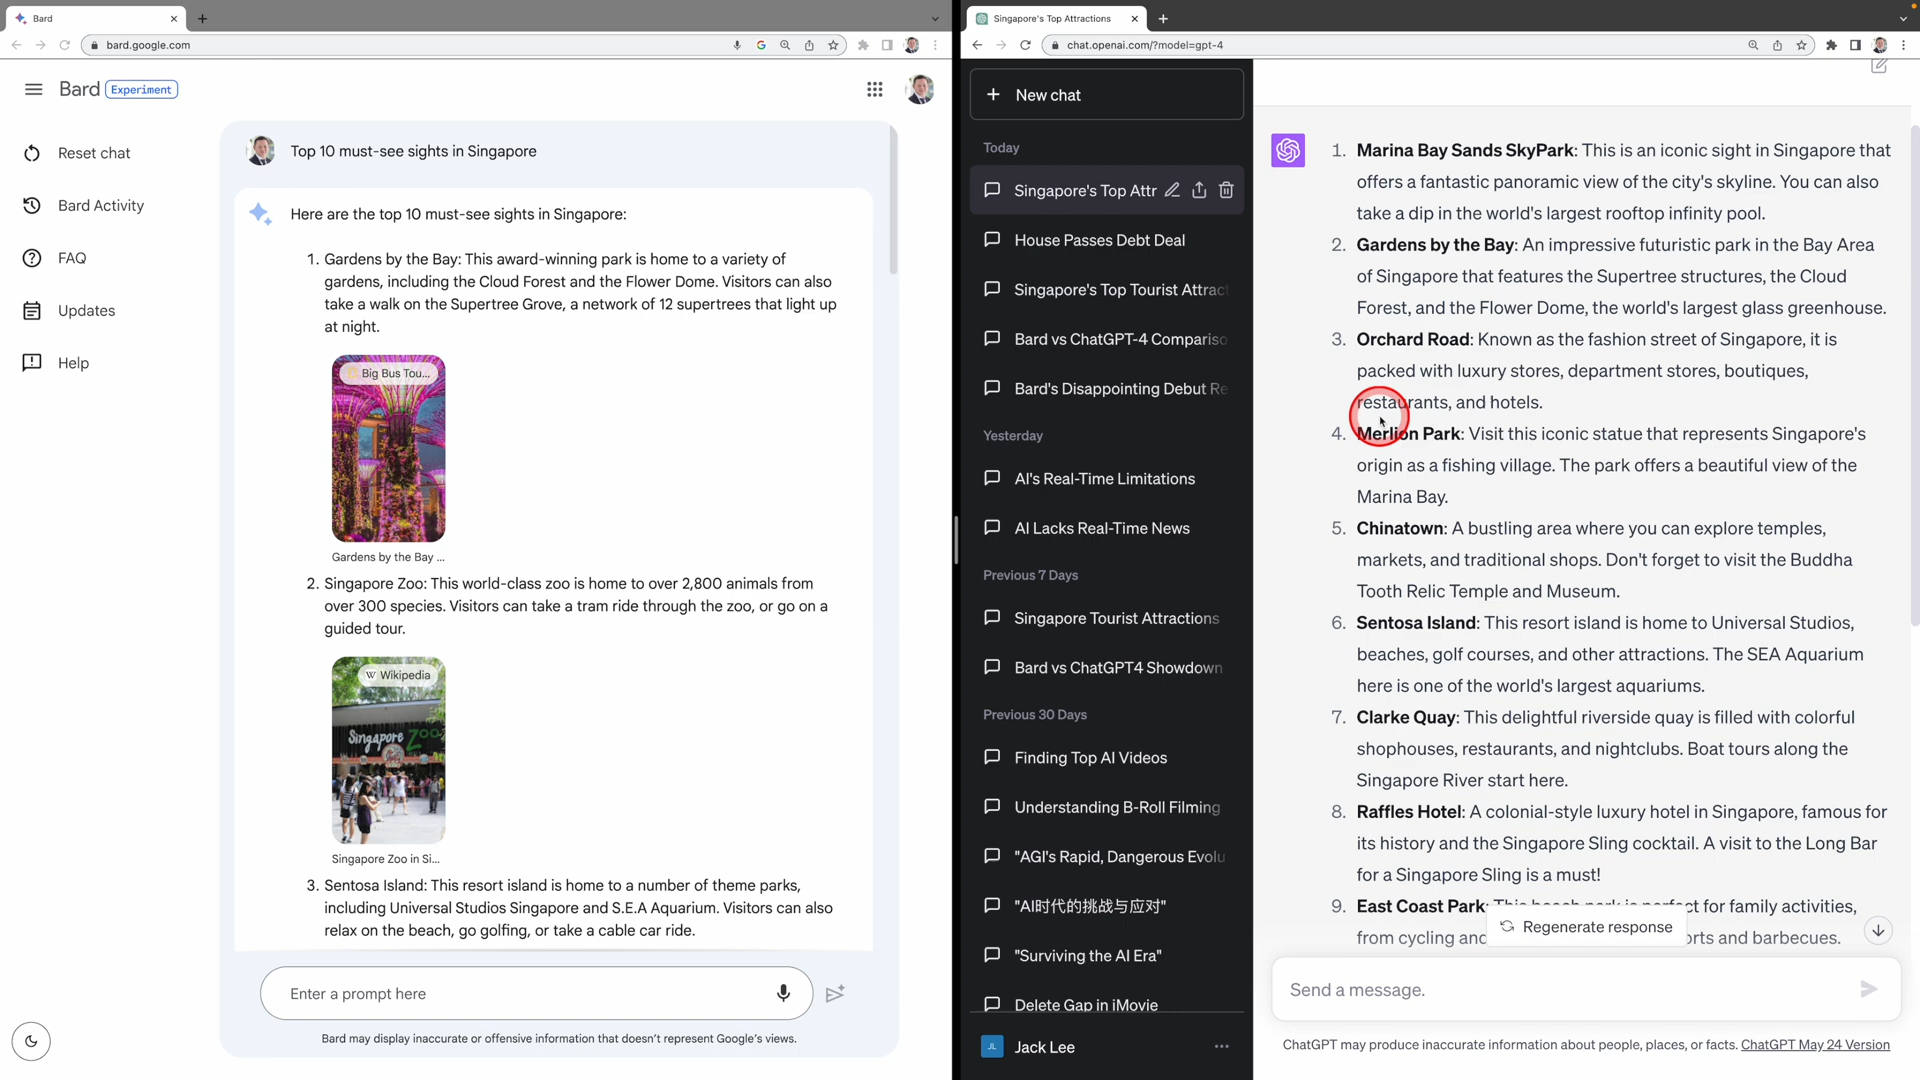 Bard
bard.google.com
Bard Experiment
Reset chat
Bard Activity
FAQ
Updates
Help
Top 10 must-see sights in Singapore
Here are the top 10 must-see sights in Singapore:
1. Gardens by the Bay: This award-winning park is home to a variety of
gardens, including the Cloud Forest and the Flower Dome. Visitors can also
take a walk on the Supertree Grove, a network of 12 supertrees that light up
at night.
Big Bus Tou...
Gardens by the Bay ...
2. Singapore Zoo: This world-class zoo is home to over 2,800 animals from
over 300 species. Visitors can take a tram ride through the zoo, or go on a
guided tour.
W Wikipedia
Singapore Zoo
Singapore Zoo in Si...
3. Sentosa Island: This resort island is home to a number of theme parks,
including Universal Studios Singapore and S.E.A Aquarium. Visitors can also
relax on the beach, go golfing, or take a cable car ride.
Enter a prompt here
Bard may display inaccurate or offensive information that doesn't represent Google's views.
Singapore's Top Attractions
chat.openai.com/?model=gpt-4
New chat
Today
Singapore's Top Attr
House Passes Debt Deal
Singapore's Top Tourist Attract
Bard vs ChatGPT-4 Compariso
Bard's Disappointing Debut Re
Yesterday
AI's Real-Time Limitations
AI Lacks Real-Time News
Previous 7 Days
Singapore Tourist Attractions
Bard vs ChatGPT4 Showdown
Previous 30 Days
Finding Top AI Videos
Understanding B-Roll Filming
"AGI's Rapid, Dangerous Evolu
"AI时代的挑战与应对"
"Surviving the AI Era"
Delete Gap in iMovie
JL Jack Lee
1. Marina Bay Sands SkyPark: This is an iconic sight in Singapore that
offers a fantastic panoramic view of the city's skyline. You can also
take a dip in the world's largest rooftop infinity pool.
2. Gardens by the Bay: An impressive futuristic park in the Bay Area
of Singapore that features the Supertree structures, the Cloud
Forest, and the Flower Dome, the world's largest glass greenhouse.
3. Orchard Road: Known as the fashion street of Singapore, it is
packed with luxury stores, department stores, boutiques,
restaurants, and hotels.
4. Merlion Park: Visit this iconic statue that represents Singapore's
origin as a fishing village. The park offers a beautiful view of the
Marina Bay.
5. Chinatown: A bustling area where you can explore temples,
markets, and traditional shops. Don't forget to visit the Buddha
Tooth Relic Temple and Museum.
6. Sentosa Island: This resort island is home to Universal Studios,
beaches, golf courses, and other attractions. The SEA Aquarium
here is one of the world's largest aquariums.
7. Clarke Quay: This delightful riverside quay is filled with colorful
shophouses, restaurants, and nightclubs. Boat tours along the
Singapore River start here.
8. Raffles Hotel: A colonial-style luxury hotel in Singapore, famous for
its history and the Singapore Sling cocktail. A visit to the Long Bar
for a Singapore Sling is a must!
9. East Coast Park: This beach park is perfect for family activities,
from cycling and orts and barbecues.
Regenerate response
Send a message.
ChatGPT may produce inaccurate information about people, places, or facts. ChatGPT May 24 Version